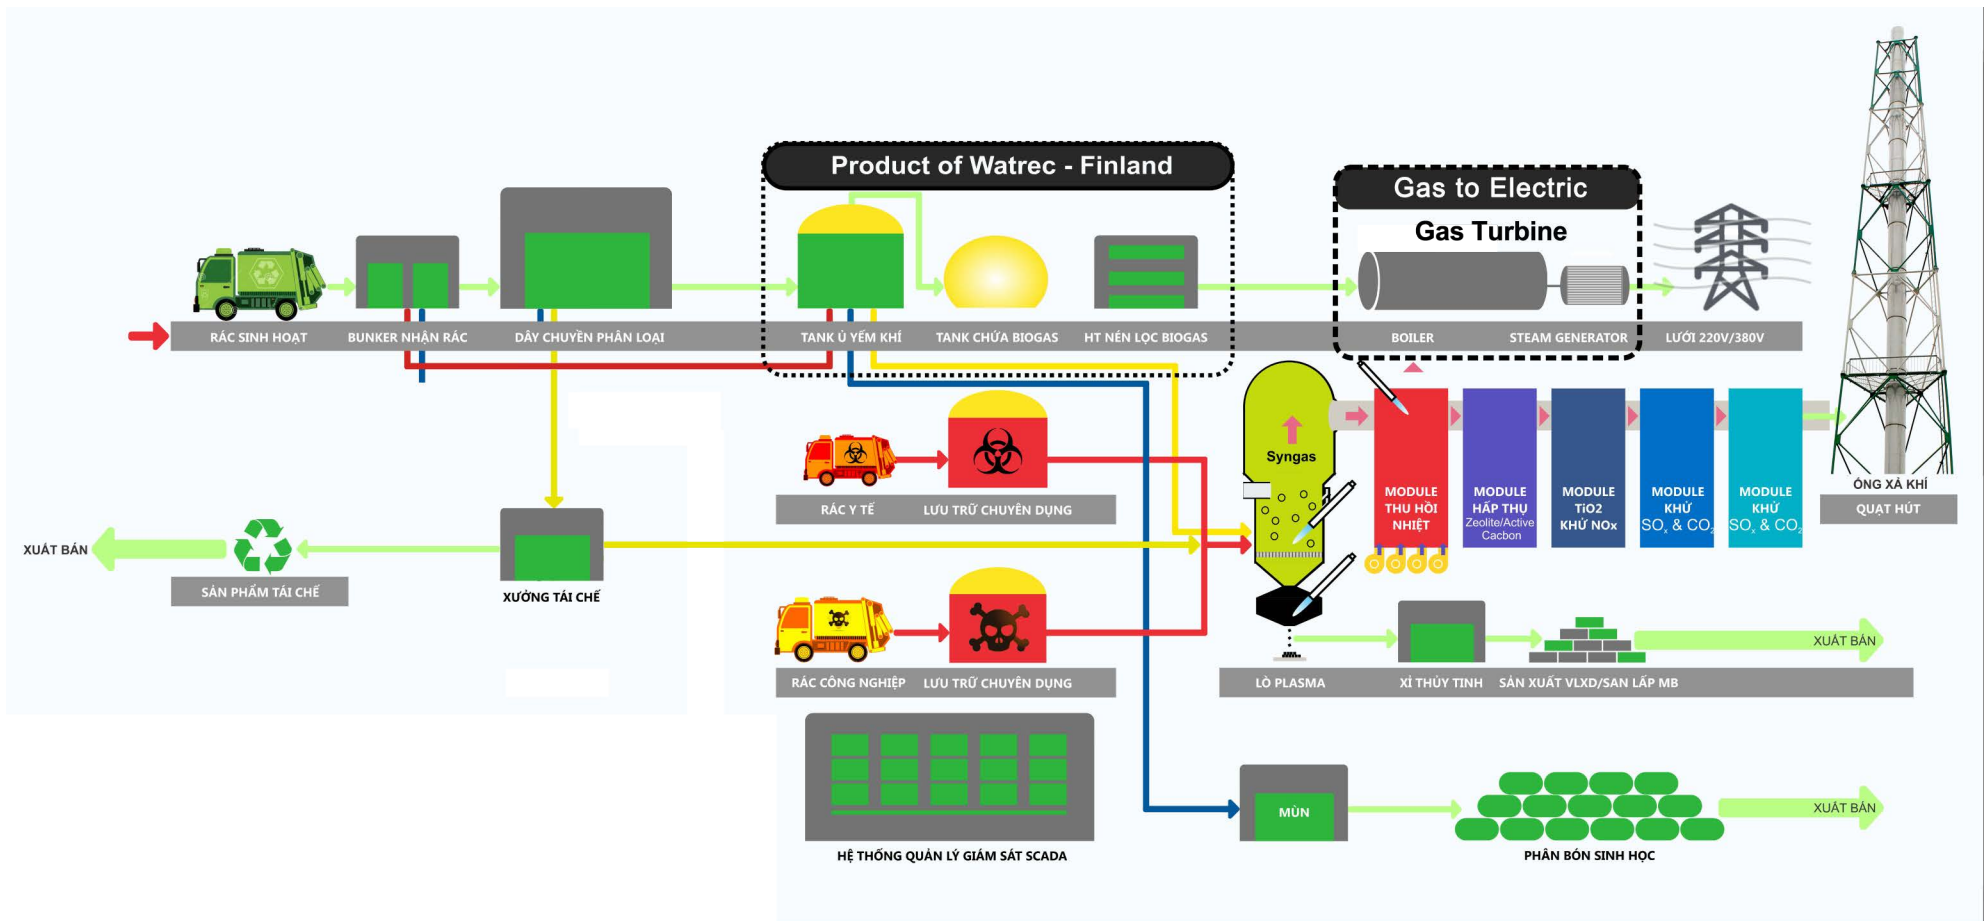 Product of Watrec - Finland
Gas to Electric
Gas Turbine
RÁC SINH HOẠT
BUNKER NHẬN RÁC
DÂY CHUYỀN PHÂN LOẠI
TANK Ủ YẾM KHÍ
TANK CHỨA BIOGAS
HT NÉN LỌC BIOGAS
BOILER
STEAM GENERATOR
LƯỚI 220V/380V
Syngas
MODULE
THU HỒI
NHIỆT
MODULE
HẤP THỤ
Zeolite/Active
Cacbon
MODULE
TiO2
KHỬ NOx
MODULE
KHỬ
SOx & CO2
MODULE
KHỬ
SOx & CO2
ỐNG XẢ KHÍ
QUẠT HÚT
RÁC Y TẾ
LƯU TRỮ CHUYÊN DỤNG
XUẤT BÁN
SẢN PHẨM TÁI CHẾ
XƯỞNG TÁI CHẾ
RÁC CÔNG NGHIỆP
LƯU TRỮ CHUYÊN DỤNG
LÒ PLASMA
XỈ THỦY TINH
SẢN XUẤT VLXD/SAN LẤP MB
XUẤT BÁN
HỆ THỐNG QUẢN LÝ GIÁM SÁT SCADA
MÙN
PHÂN BÓN SINH HỌC
XUẤT BÁN